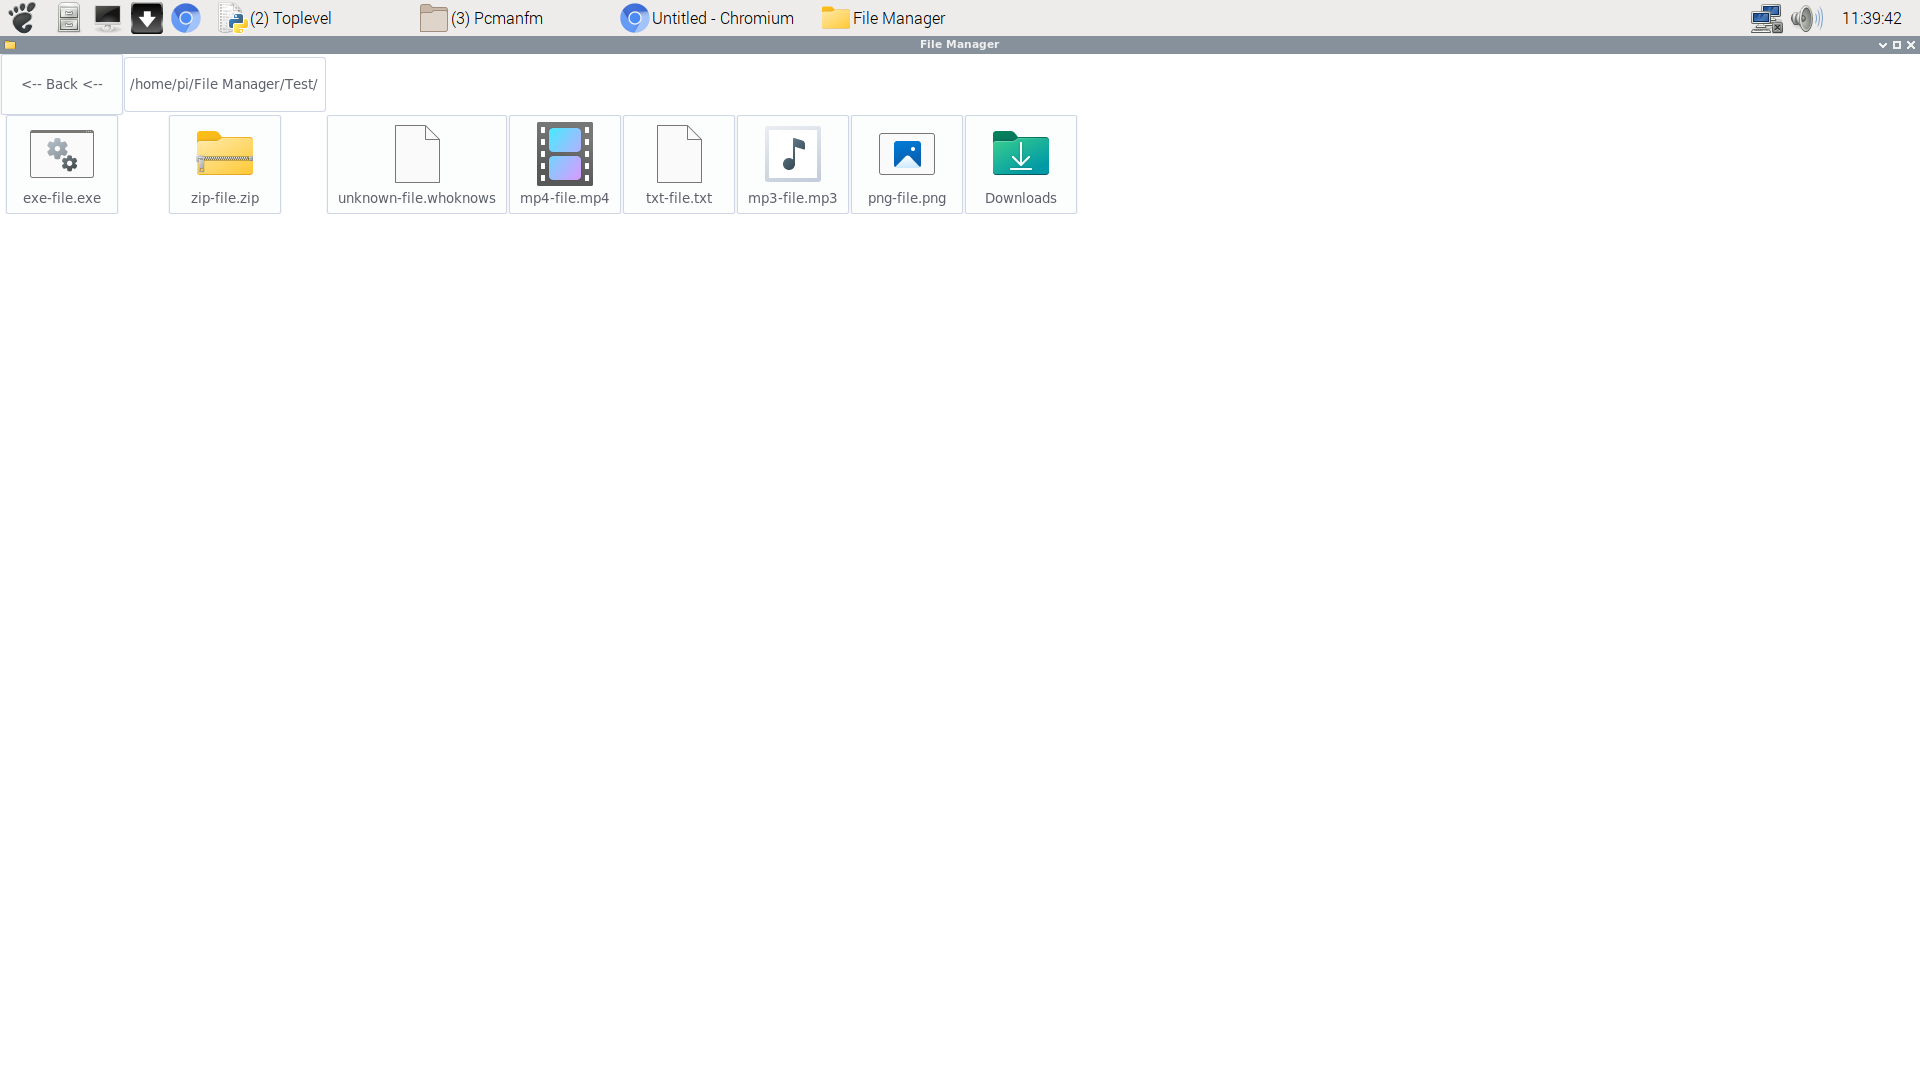 (2) Toplevel (3) Pcmanfm Untitled - Chromium File Manager 11:39:42
File Manager
<-- Back <-- /home/pi/File Manager/Test/
exe-file.exe zip-file.zip unknown-file.whoknows mp4-file.mp4 txt-file.txt mp3-file.mp3 png-file.png Downloads